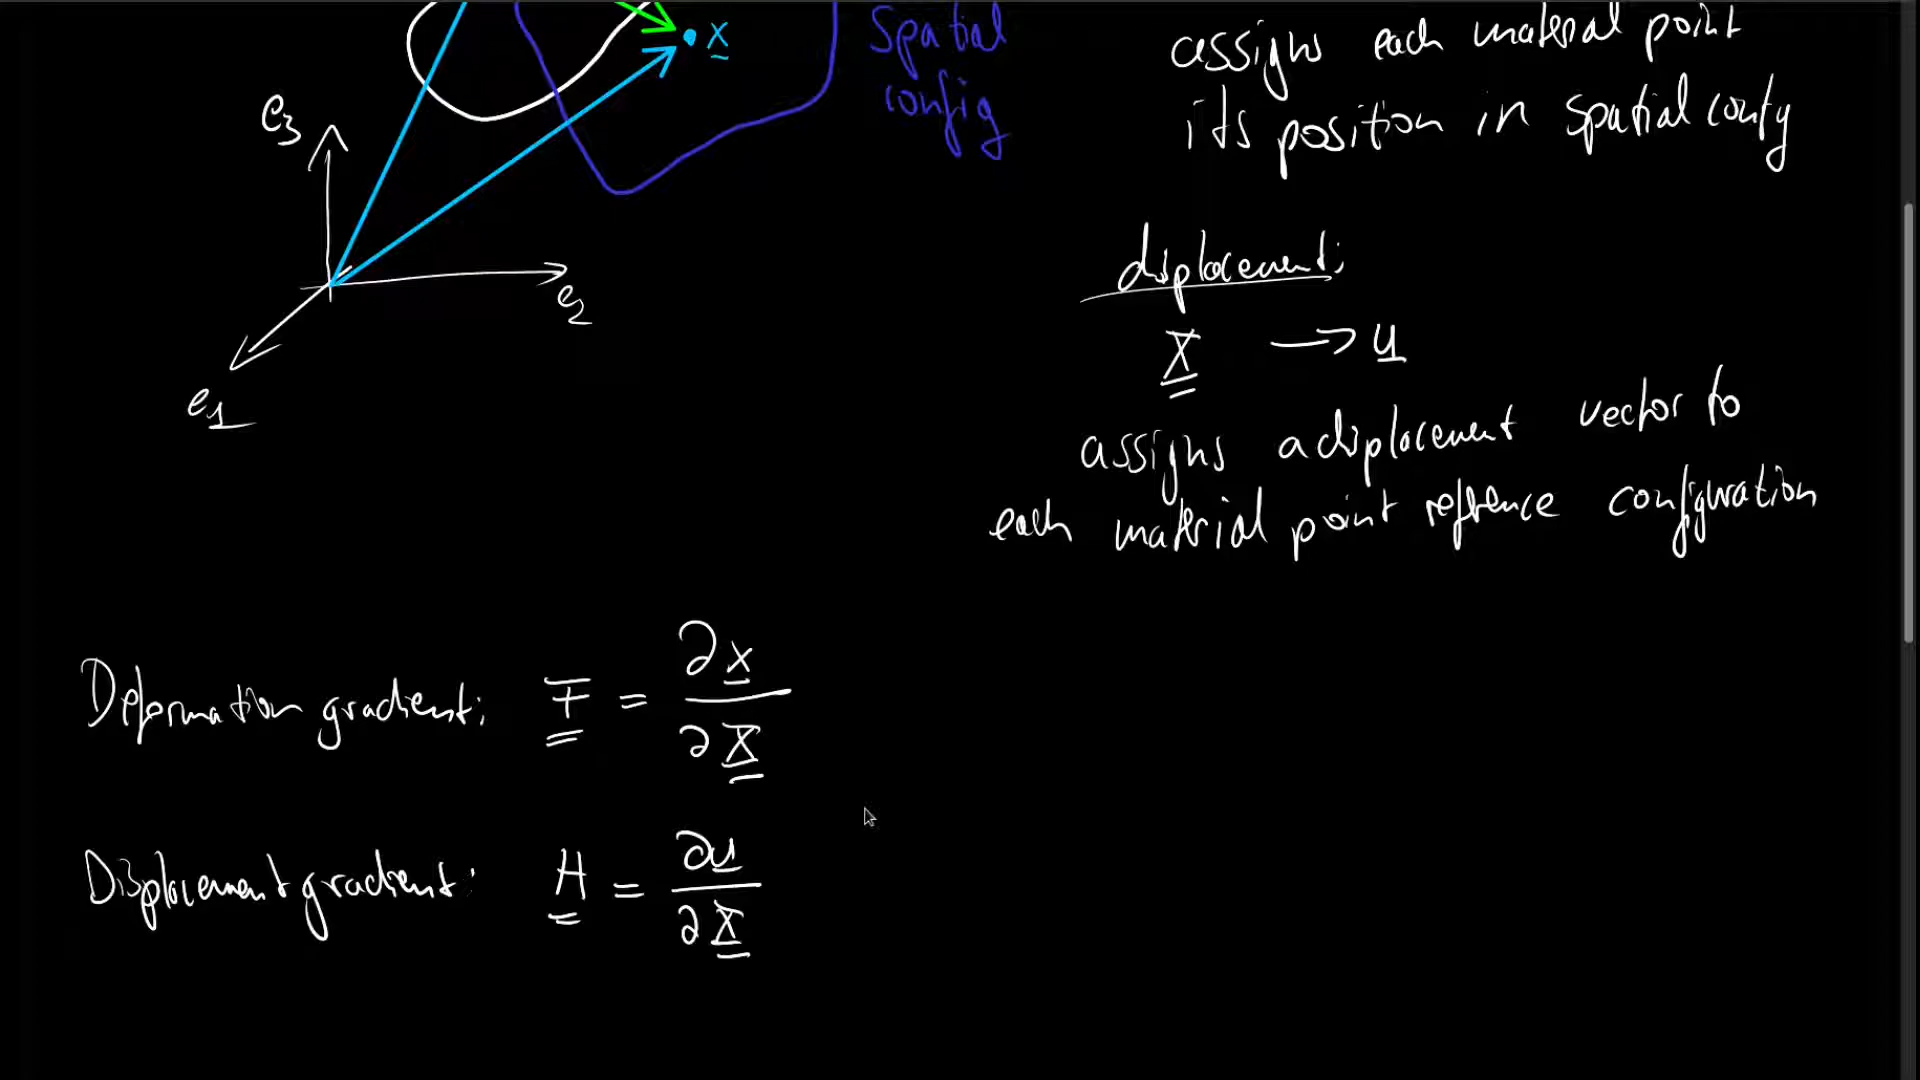 x
Spatial
config
e3
e2
e1
assigns each material point
its position in spatial config
displacement:
X → u
assigns a displacement vector to
each material point reference configuration
Deformation gradient: F = ∂x / ∂X
Displacement gradient: H = ∂u / ∂X